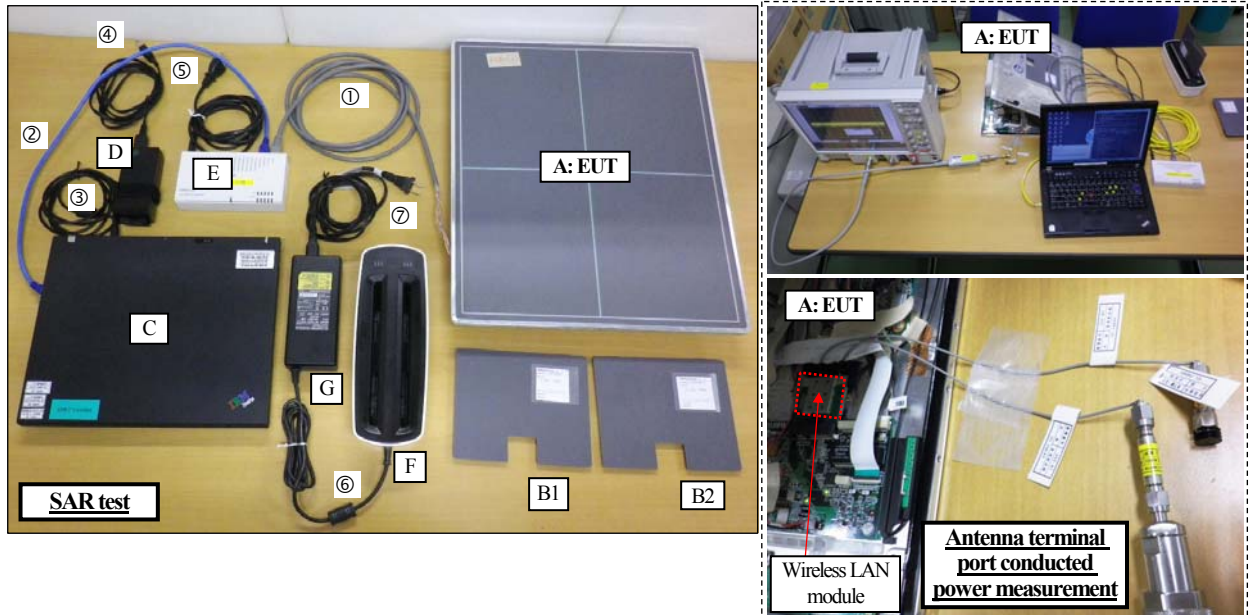 ④
⑤
①
②
D
E
A: EUT
③
⑦
C
G
F
⑥
B1
B2
SAR test
A: EUT
A: EUT
Wireless LAN
module
Antenna terminal
port conducted
power measurement